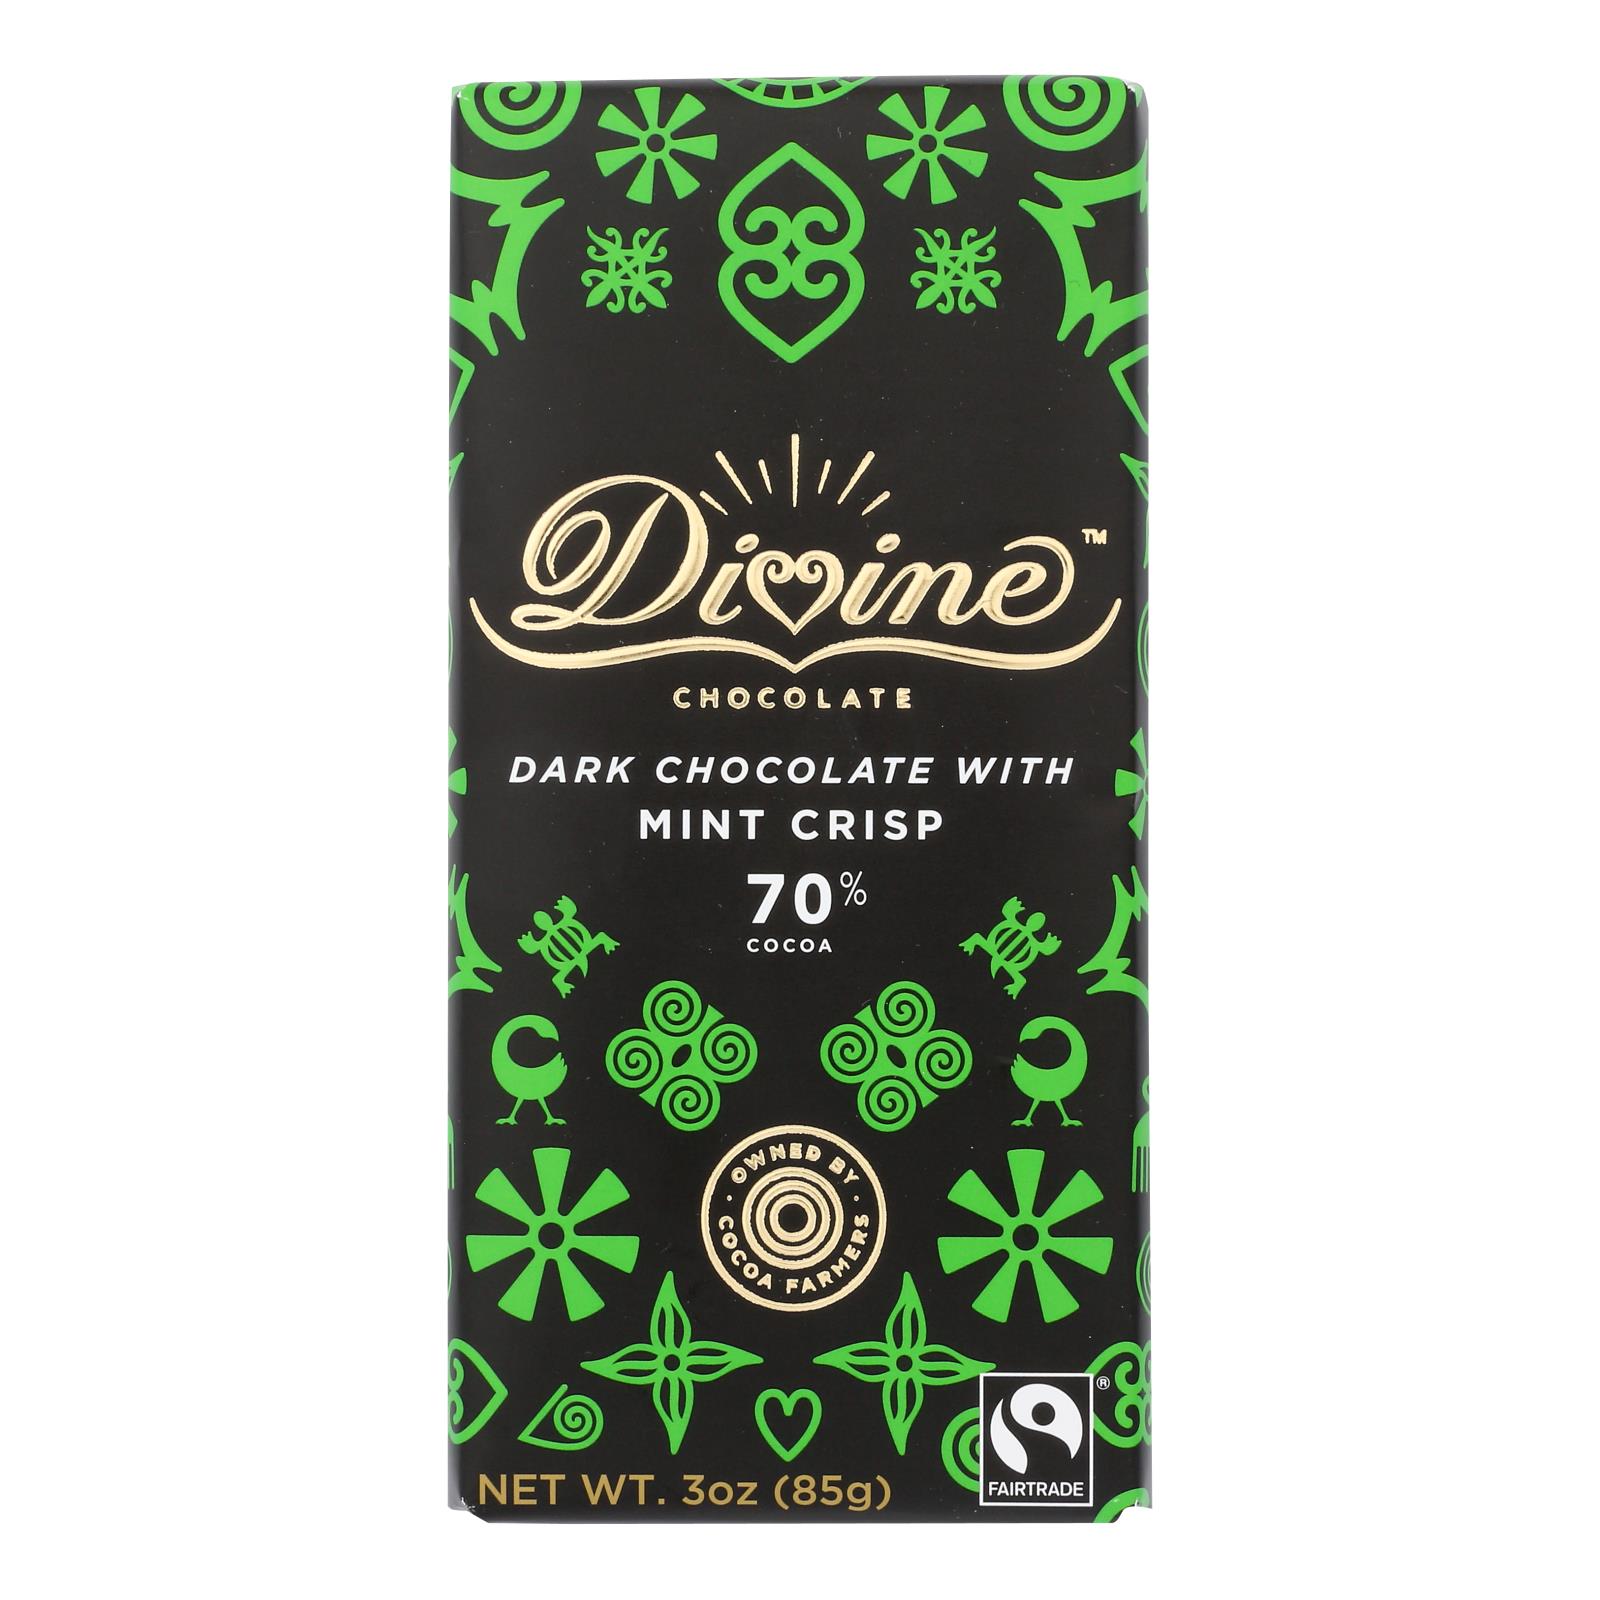 Divine™
CHOCOLATE
DARK CHOCOLATE WITH
MINT CRISP
70%
COCOA
OWNED BY
· COCOA FARMERS ·
NET WT. 3oz (85g)
FAIRTRADE
®